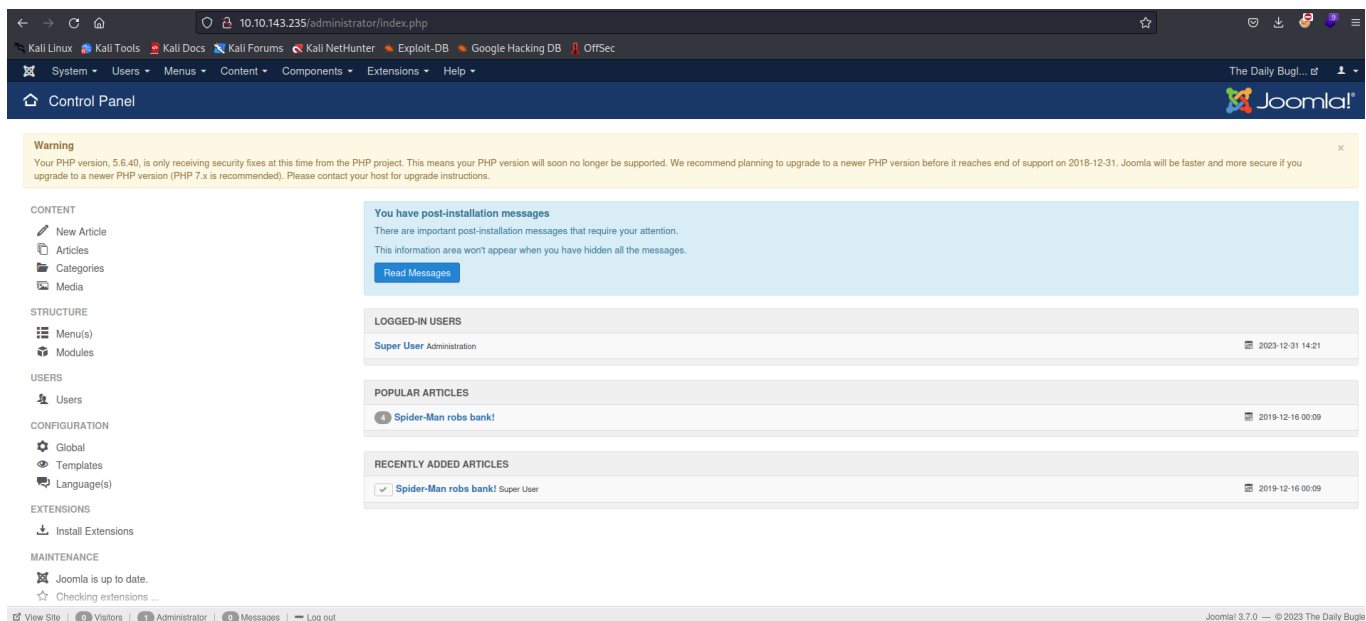 10.10.143.235/administrator/index.php
9
Kali Linux Kali Tools Kali Docs Kali Forums Kali NetHunter Exploit-DB Google Hacking DB OffSec
System Users Menus Content Components Extensions Help The Daily Bugl...
Control Panel Joomla!®
Warning
Your PHP version, 5.6.40, is only receiving security fixes at this time from the PHP project. This means your PHP version will soon no longer be supported. We recommend planning to upgrade to a newer PHP version before it reaches end of support on 2018-12-31. Joomla will be faster and more secure if you
upgrade to a newer PHP version (PHP 7.x is recommended). Please contact your host for upgrade instructions.
CONTENT
New Article
Articles
Categories
Media
STRUCTURE
Menu(s)
Modules
USERS
Users
CONFIGURATION
Global
Templates
Language(s)
EXTENSIONS
Install Extensions
MAINTENANCE
Joomla is up to date.
Checking extensions ...
You have post-installation messages
There are important post-installation messages that require your attention.
This information area won't appear when you have hidden all the messages.
Read Messages
LOGGED-IN USERS
Super User Administration 2023-12-31 14:21
POPULAR ARTICLES
4 Spider-Man robs bank! 2019-12-16 00:09
RECENTLY ADDED ARTICLES
Spider-Man robs bank! Super User 2019-12-16 00:09
View Site 0 Visitors 1 Administrator 0 Messages Log out Joomla! 3.7.0 — © 2023 The Daily Bugle